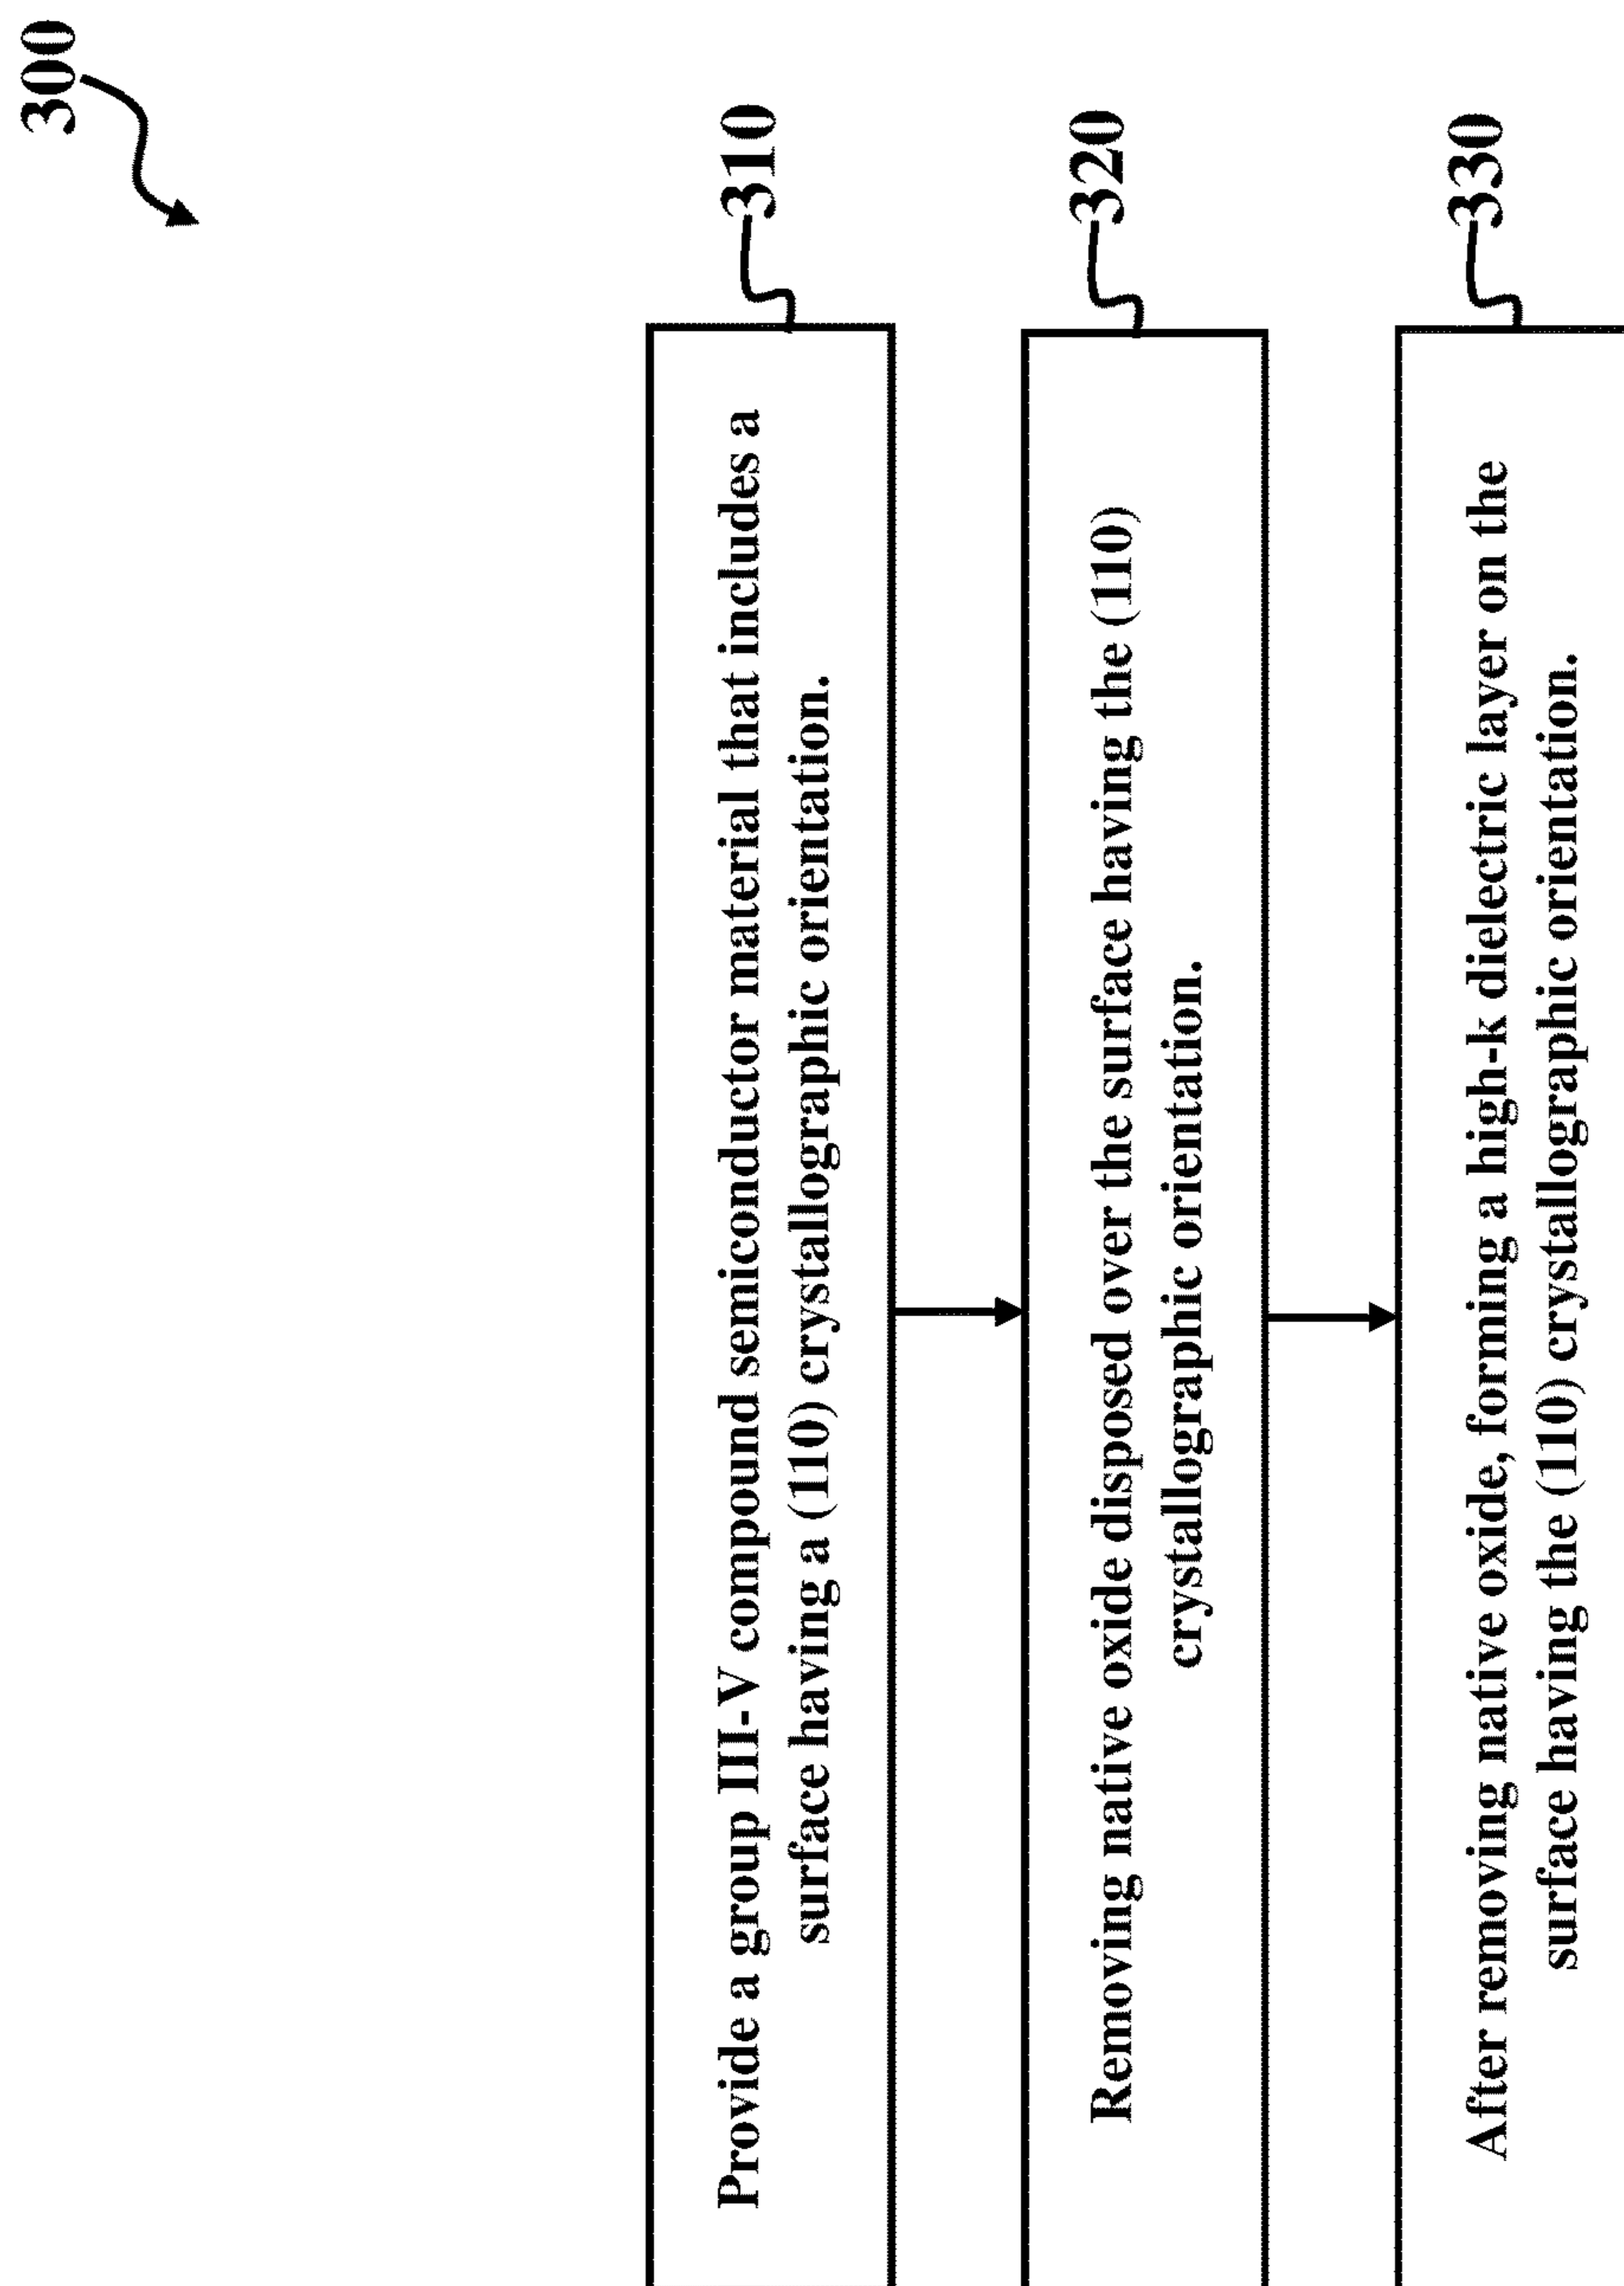 300
310
Provide a group III-V compound semiconductor material that includes a
surface having a (110) crystallographic orientation.
320
Removing native oxide disposed over the surface having the (110)
crystallographic orientation.
330
After removing native oxide, forming a high-k dielectric layer on the
surface having the (110) crystallographic orientation.